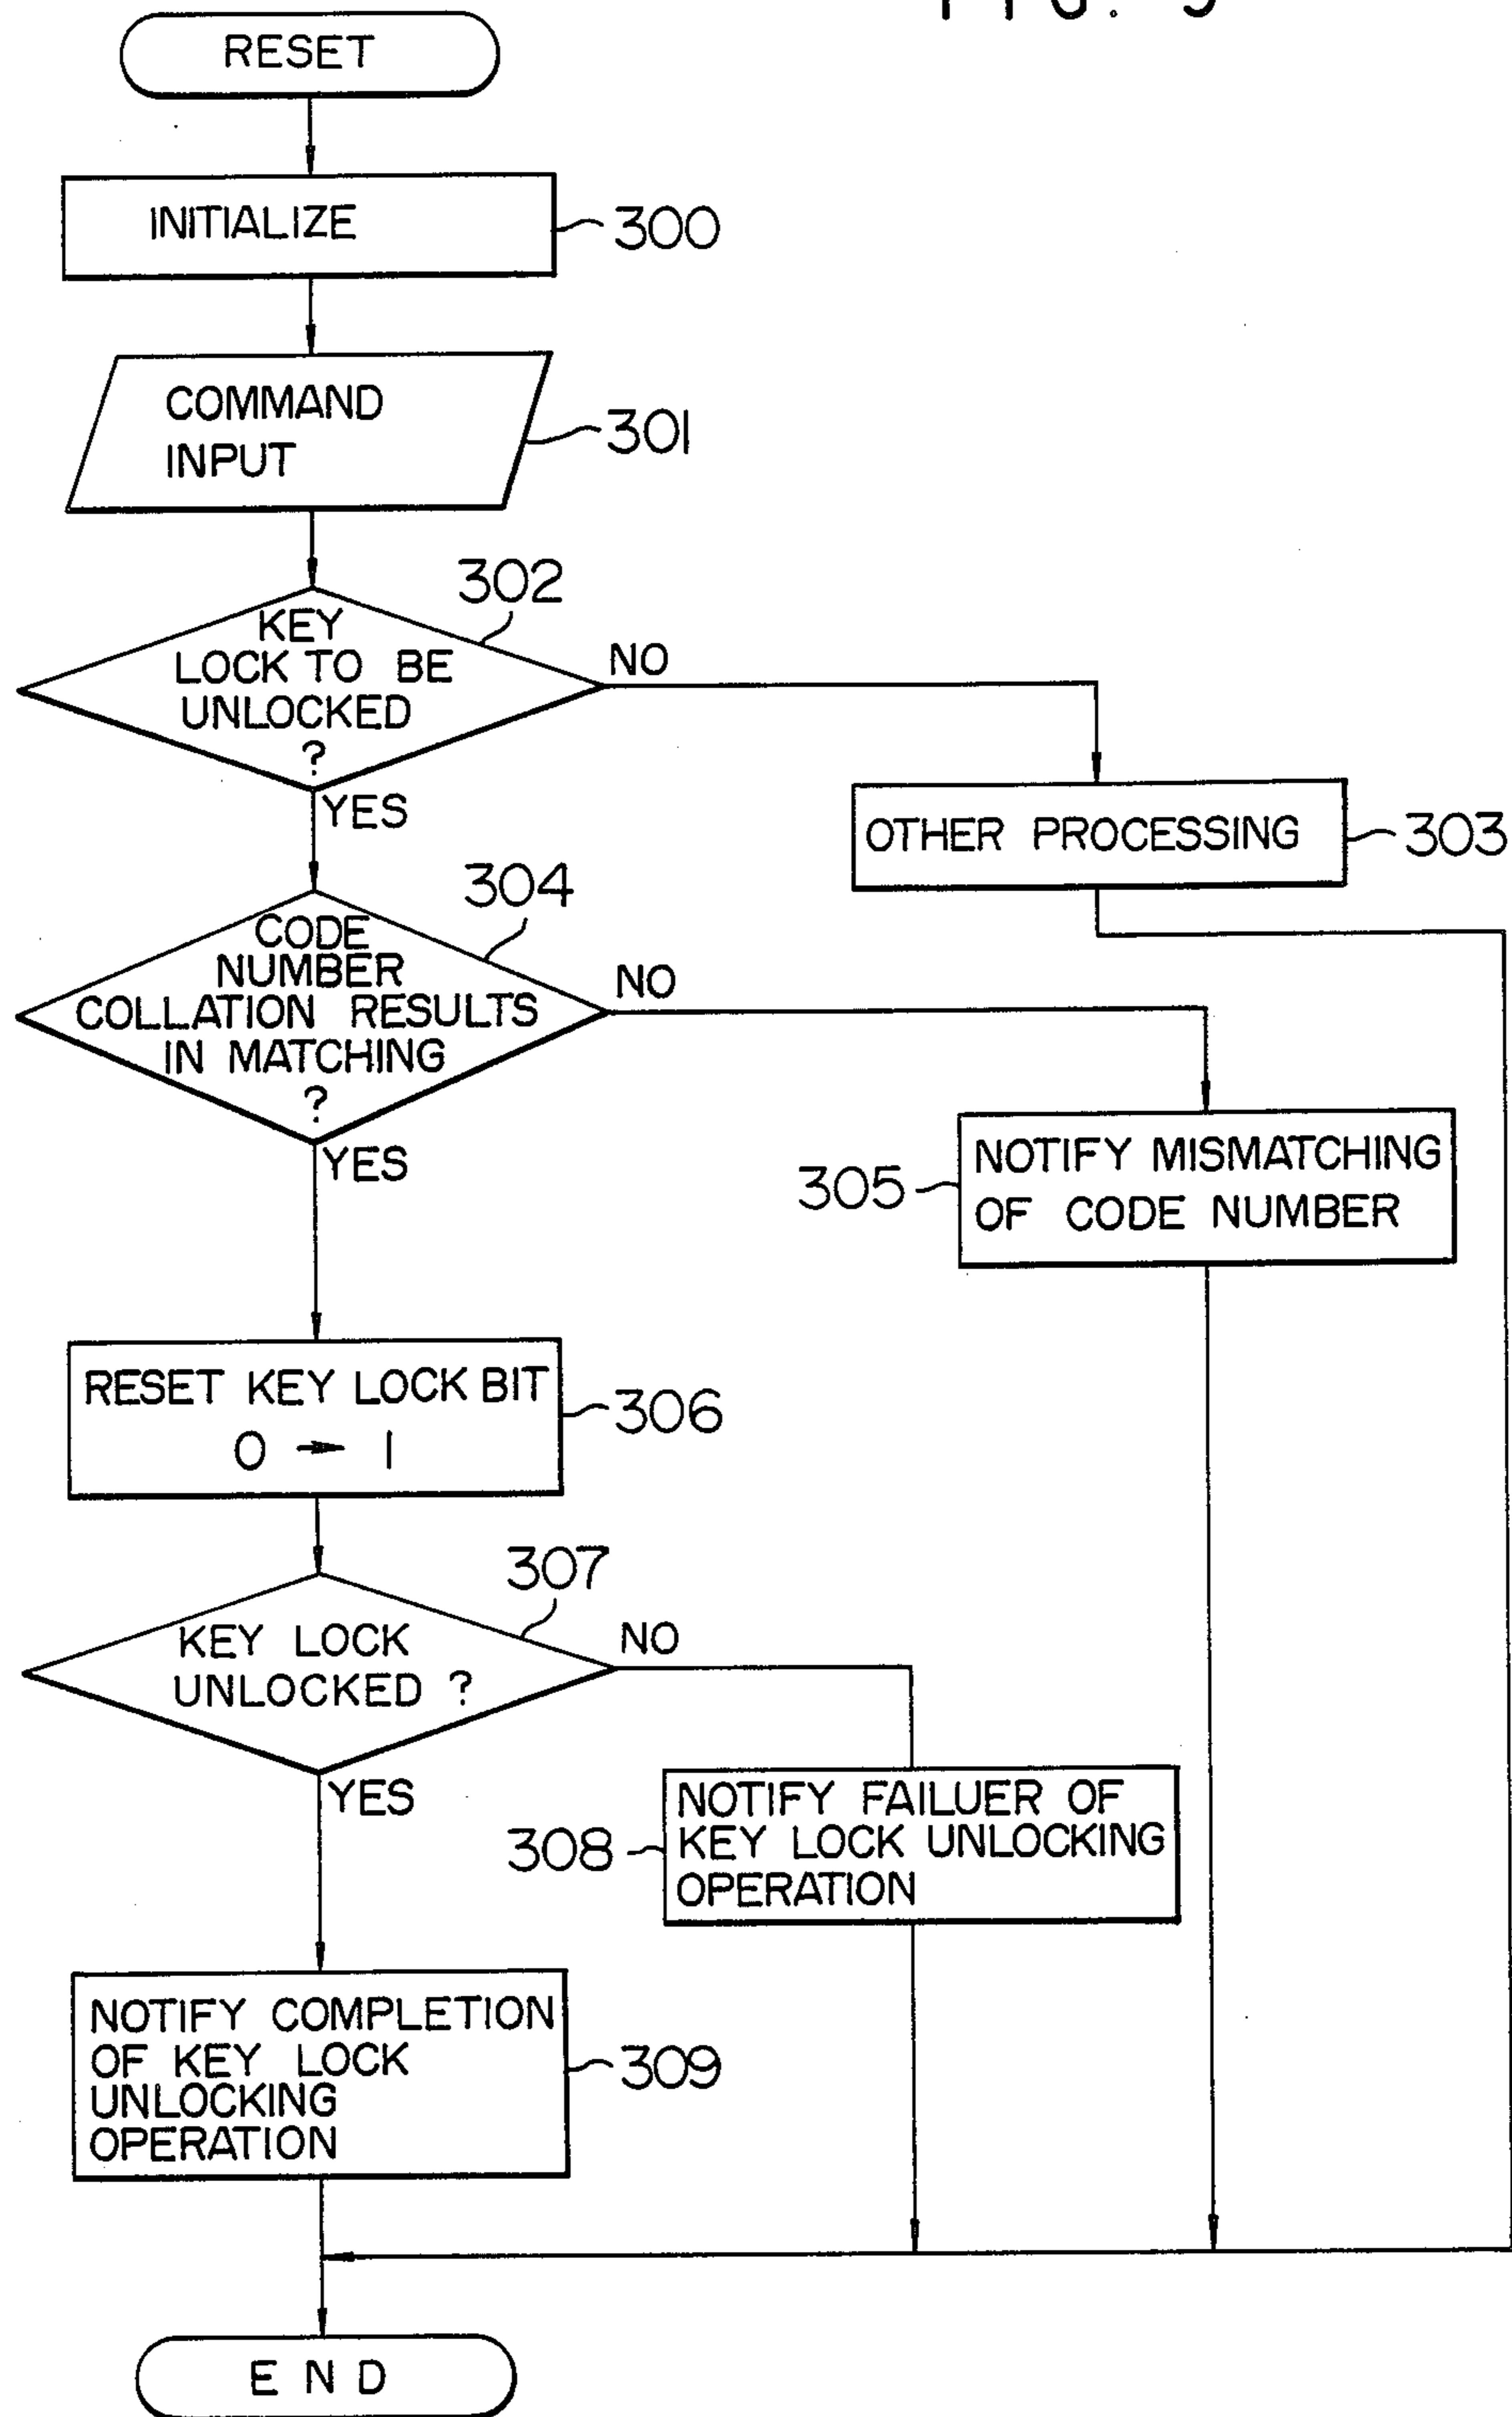 FIG.
RESET
INITIALIZE
300
COMMAND
INPUT
301
302
KEY
LOCK TO BE
UNLOCKED
?
NO
YES
OTHER PROCESSING
303
304
CODE
NUMBER
COLLATION RESULTS
IN MATCHING
?
NO
YES
305
NOTIFY MISMATCHING
OF CODE NUMBER
RESET KEY LOCK BIT
0 → 1
306
307
KEY LOCK
UNLOCKED ?
NO
YES
308
NOTIFY FAILUER OF
KEY LOCK UNLOCKING
OPERATION
NOTIFY COMPLETION
OF KEY LOCK
UNLOCKING
OPERATION
309
END